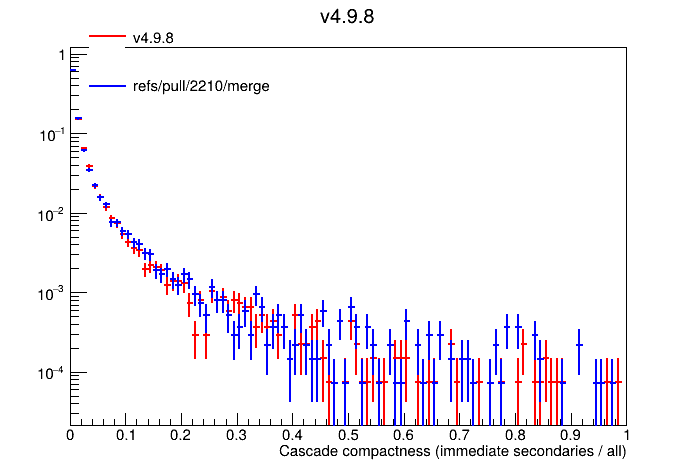 v4.9.8
v4.9.8
refs/pull/2210/merge
1
10⁻¹
10⁻²
10⁻³
10⁻⁴
0 0.1 0.2 0.3 0.4 0.5 0.6 0.7 0.8 0.9 1
Cascade compactness (immediate secondaries / all)